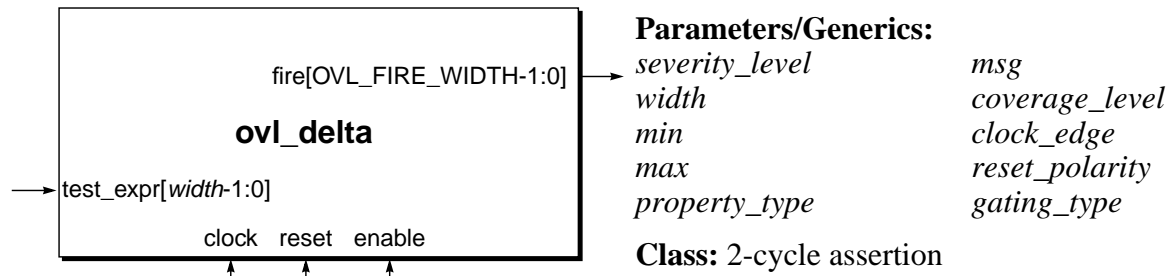 fire[OVL_FIRE_WIDTH-1:0]
ovl_delta
test_expr[width-1:0]
clock reset enable
Parameters/Generics:
severity_level msg
width coverage_level
min clock_edge
max reset_polarity
property_type gating_type
Class: 2-cycle assertion